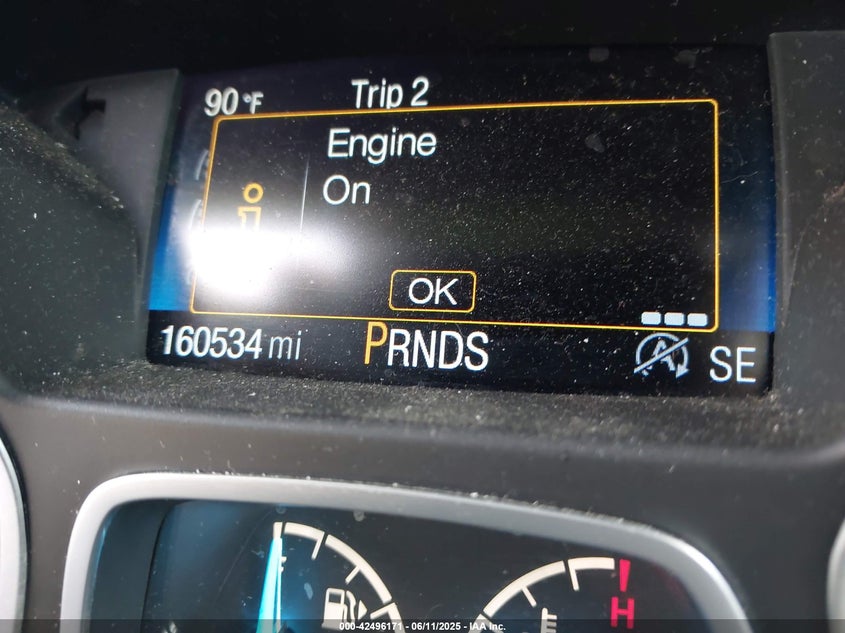 90 °F Trip 2
Engine
On
OK
160534 mi PRNDS A SE
H
000-42496171 - 06/11/2025 - IAA Inc.